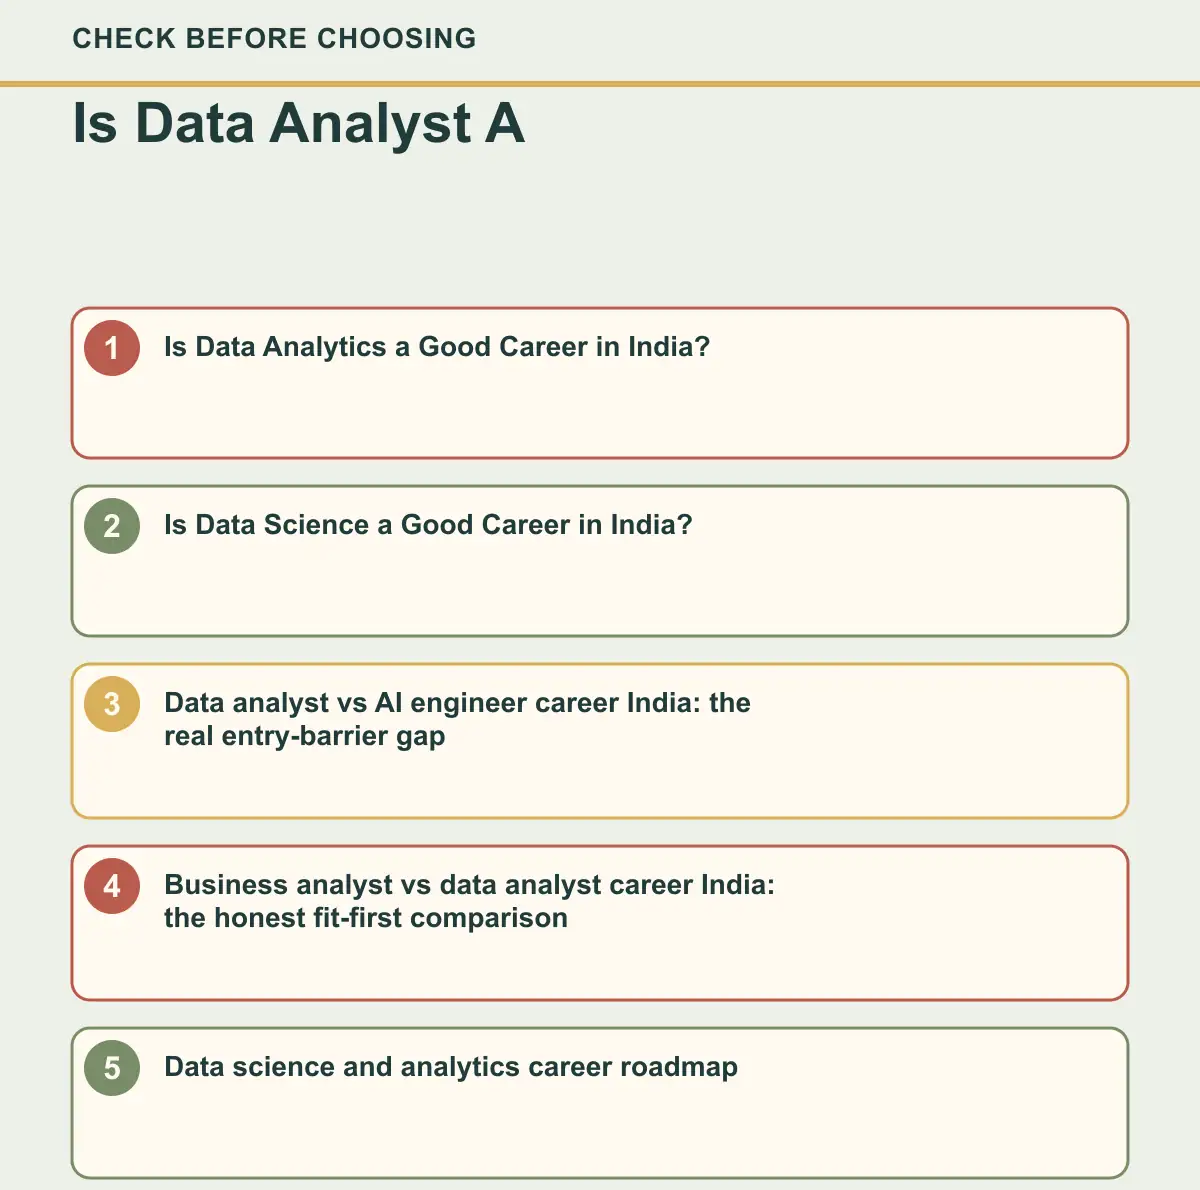 CHECK BEFORE CHOOSING
Is Data Analyst A
1
Is Data Analytics a Good Career in India?
2
Is Data Science a Good Career in India?
3
Data analyst vs AI engineer career India: the
real entry-barrier gap
4
Business analyst vs data analyst career India:
the honest fit-first comparison
5
Data science and analytics career roadmap